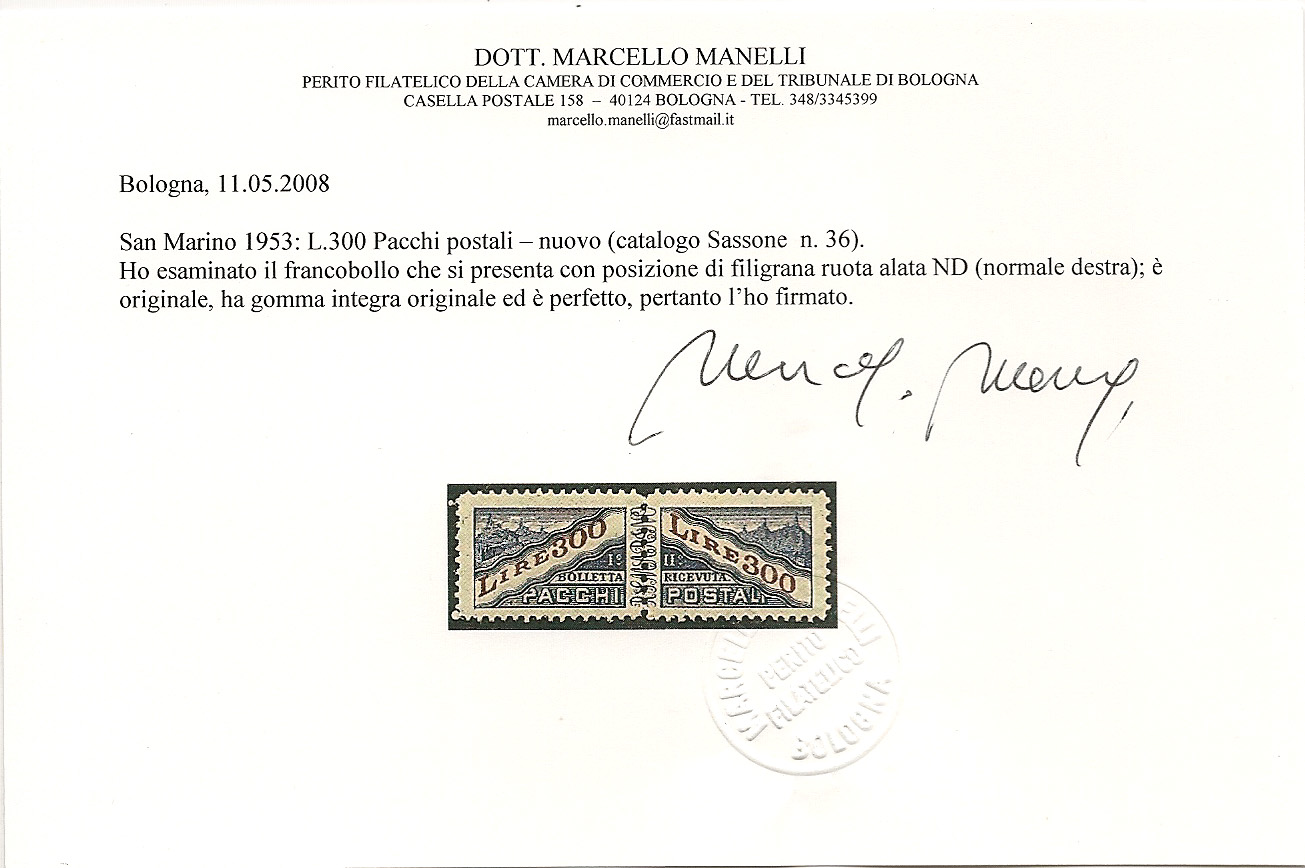 DOTT. MARCELLO MANELLI
PERITO FILATELICO DELLA CAMERA DI COMMERCIO E DEL TRIBUNALE DI BOLOGNA
CASELLA POSTALE 158 – 40124 BOLOGNA - TEL. 348/3345399
marcello.manelli@fastmail.it
Bologna, 11.05.2008
San Marino 1953: L.300 Pacchi postali – nuovo (catalogo Sassone n. 36).
Ho esaminato il francobollo che si presenta con posizione di filigrana ruota alata ND (normale destra); è
originale, ha gomma integra originale ed è perfetto, pertanto l'ho firmato.
LIRE 300
I°
BOLLETTA
PACCHI
LIRE 300
II°
RICEVUTA
POSTALI
PERITO
FILATELICO
BOLOGNA